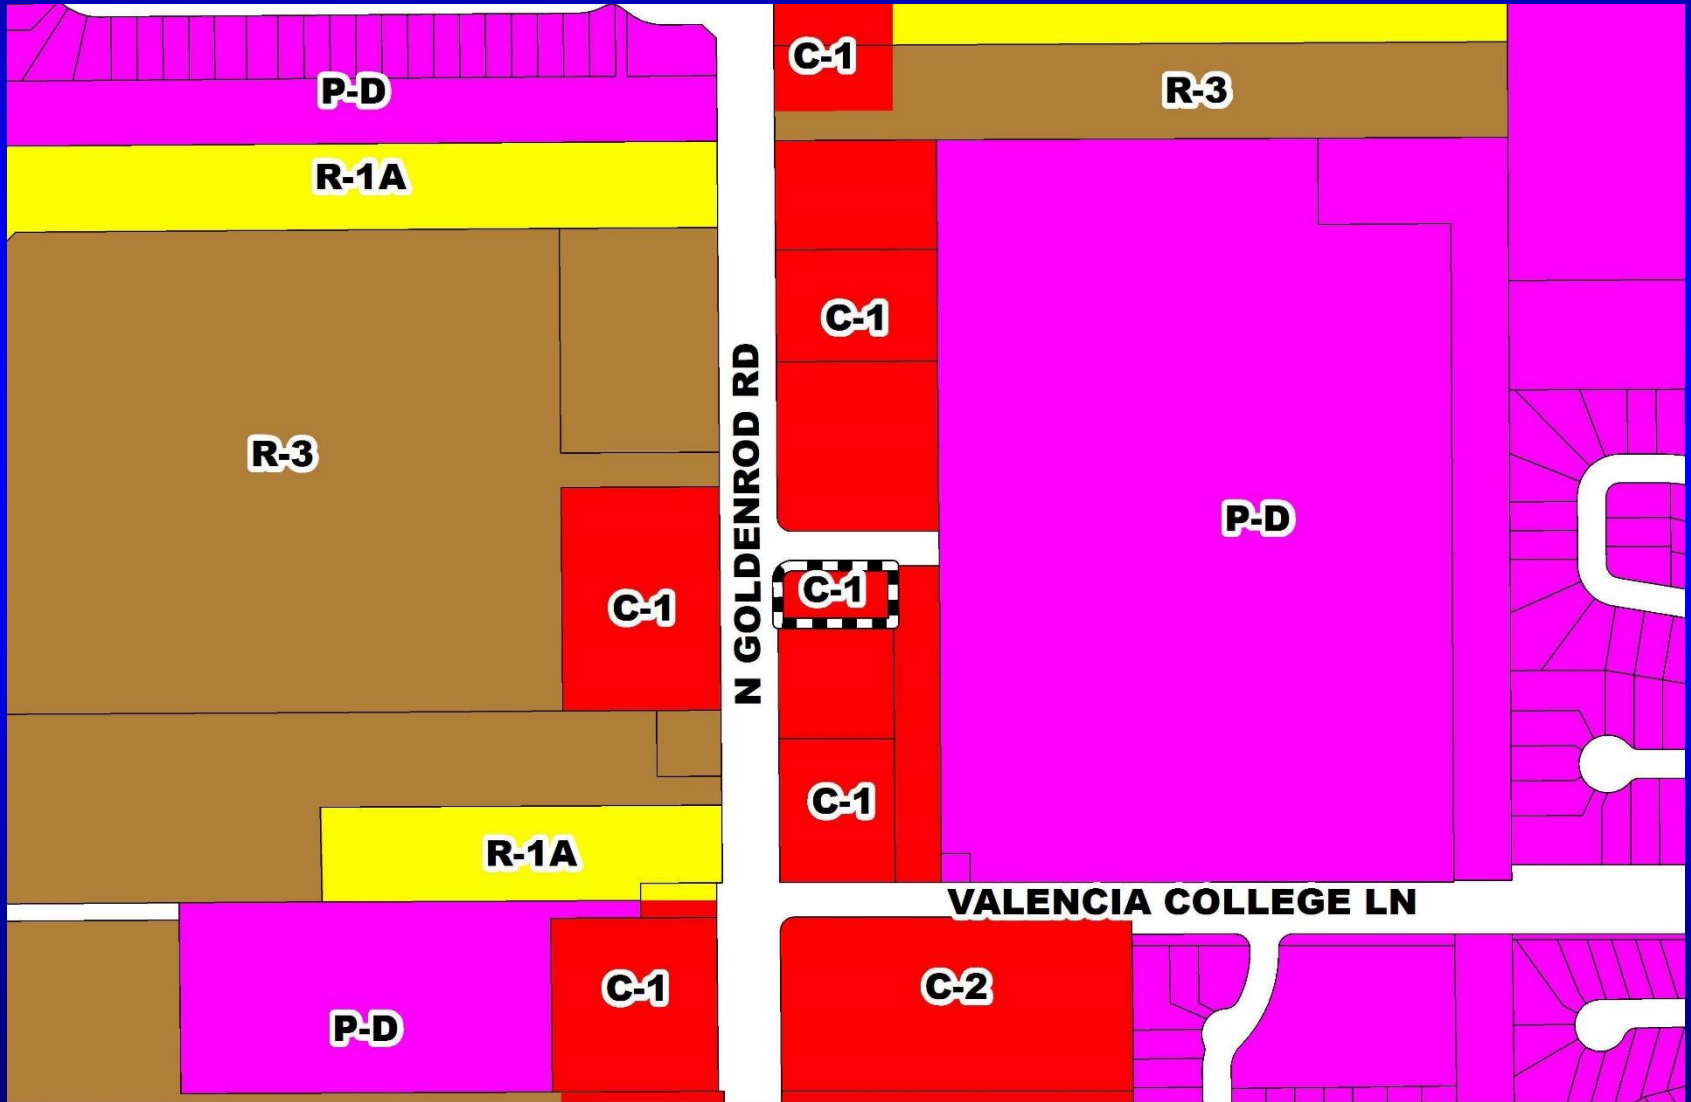 C-1
P-D
R-3
R-1A
C-1
N GOLDENROD RD
R-3
P-D
C-1
C-1
C-1
R-1A
VALENCIA COLLEGE LN
C-1
C-2
P-D